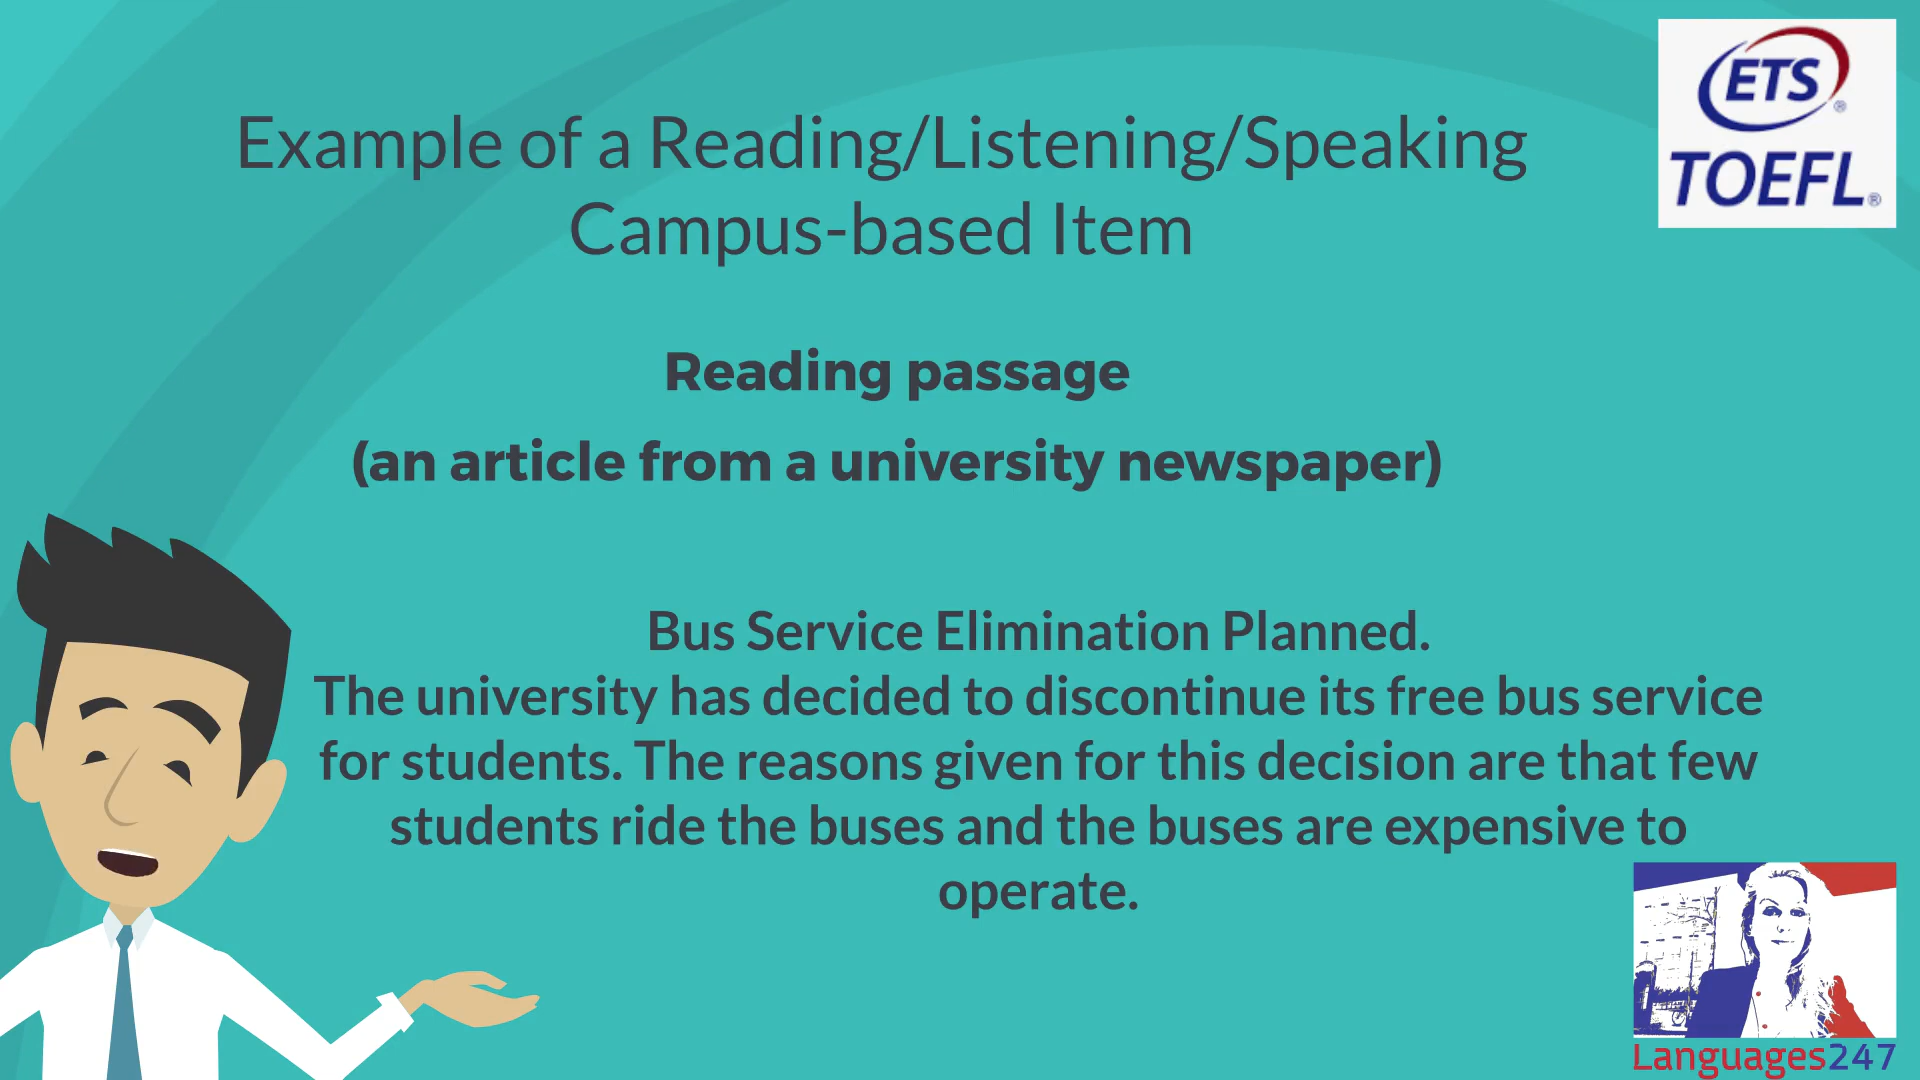 Example of a Reading/Listening/Speaking
Campus-based Item
ETS®
TOEFL®
Reading passage
(an article from a university newspaper)
Bus Service Elimination Planned.
The university has decided to discontinue its free bus service
for students. The reasons given for this decision are that few
students ride the buses and the buses are expensive to
operate.
Languages247